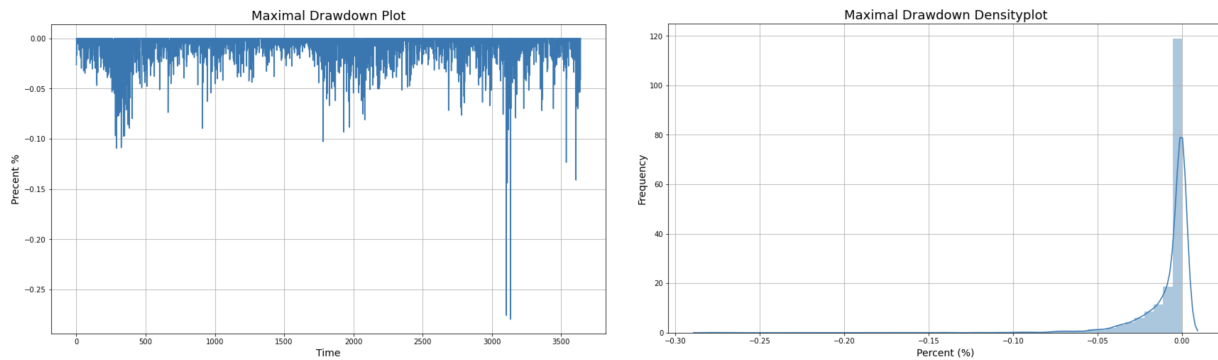 Maximal Drawdown Plot
0.00
−0.05
−0.10
−0.15
−0.20
−0.25
Precent %
0 500 1000 1500 2000 2500 3000 3500
Time
Maximal Drawdown Densityplot
120
100
80
60
40
20
0
Frequency
−0.30 −0.25 −0.20 −0.15 −0.10 −0.05 0.00
Percent (%)